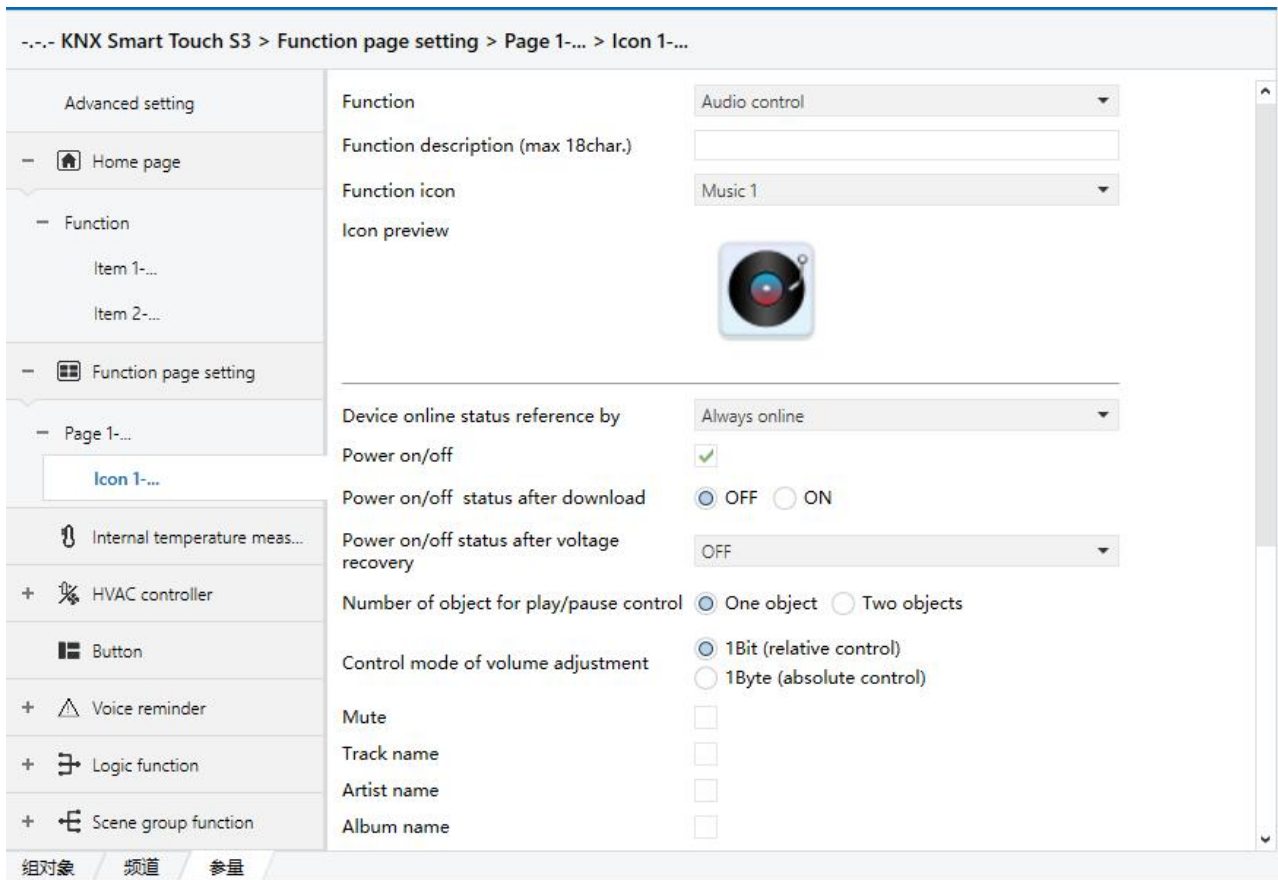 -.-.- KNX Smart Touch S3 > Function page setting > Page 1-... > Icon 1-...
Advanced setting
Home page
Function
Item 1-...
Item 2-...
Function page setting
Page 1-...
Icon 1-...
Internal temperature meas...
HVAC controller
Button
Voice reminder
Logic function
Scene group function
Function Audio control
Function description (max 18char.)
Function icon Music 1
Icon preview
Device online status reference by Always online
Power on/off
Power on/off status after download OFF ON
Power on/off status after voltage
recovery OFF
Number of object for play/pause control One object Two objects
Control mode of volume adjustment 1Bit (relative control)
1Byte (absolute control)
Mute
Track name
Artist name
Album name
组对象 频道 参量